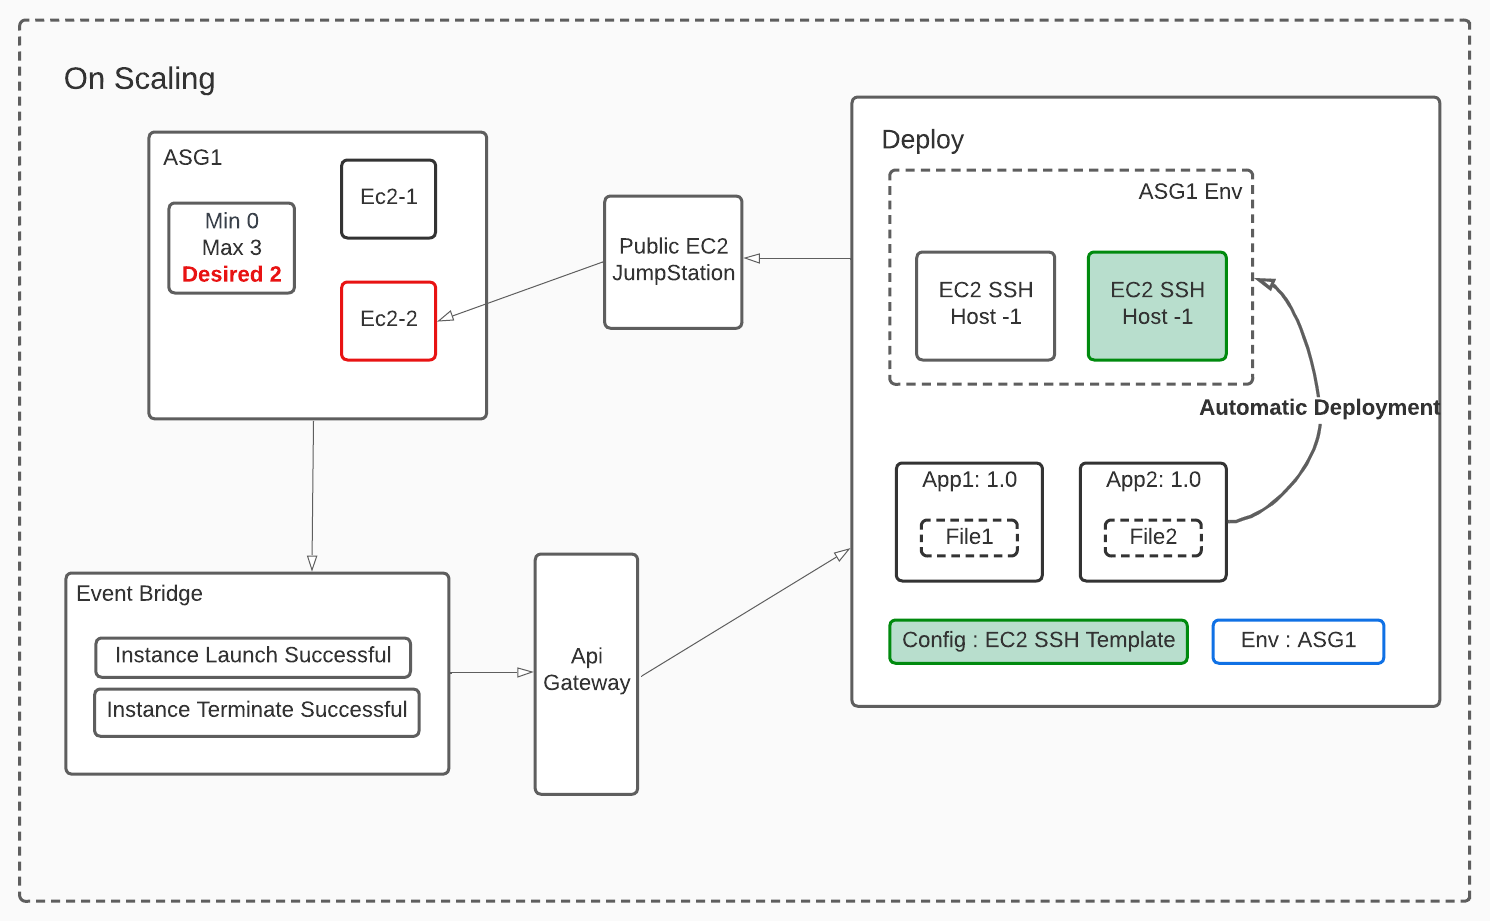 On Scaling
ASG1
Min 0
Max 3
Desired 2
Ec2-1
Ec2-2
Public EC2
JumpStation
Deploy
ASG1 Env
EC2 SSH
Host -1
EC2 SSH
Host -1
Automatic Deployment
App1: 1.0
File1
App2: 1.0
File2
Config : EC2 SSH Template
Env : ASG1
Event Bridge
Instance Launch Successful
Instance Terminate Successful
Api
Gateway